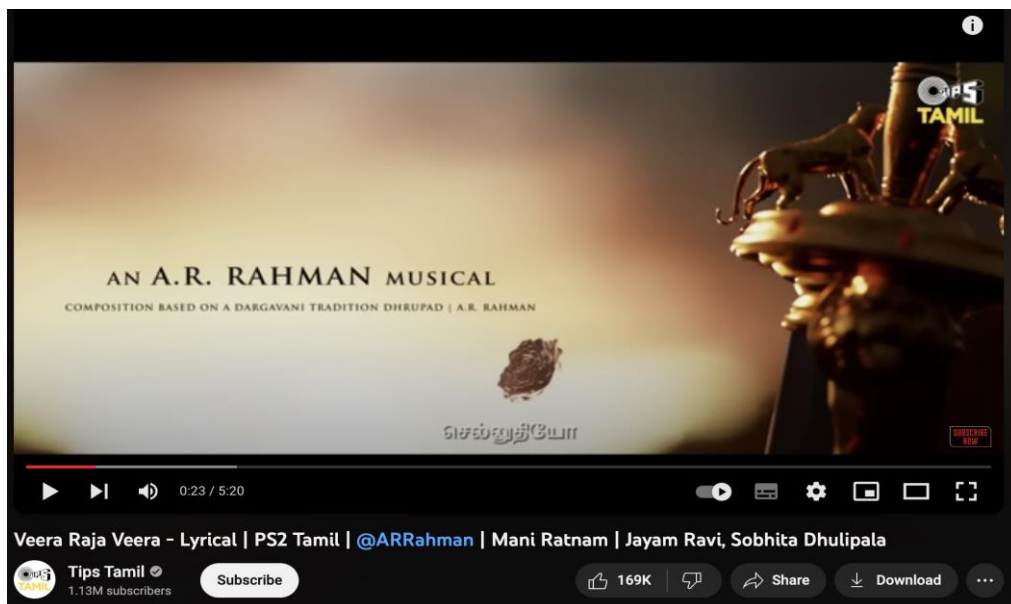 TIPS
TAMIL
AN A.R. RAHMAN MUSICAL
COMPOSITION BASED ON A DARGAVANI TRADITION DHRUPAD | A.R. RAHMAN
செல்னுதியோ
SUBSCRIBE
NOW
0:23 / 5:20
Veera Raja Veera - Lyrical | PS2 Tamil | @ARRahman | Mani Ratnam | Jayam Ravi, Sobhita Dhulipala
TIPS
TAMIL
Tips Tamil
1.13M subscribers
Subscribe
169K
Share
Download